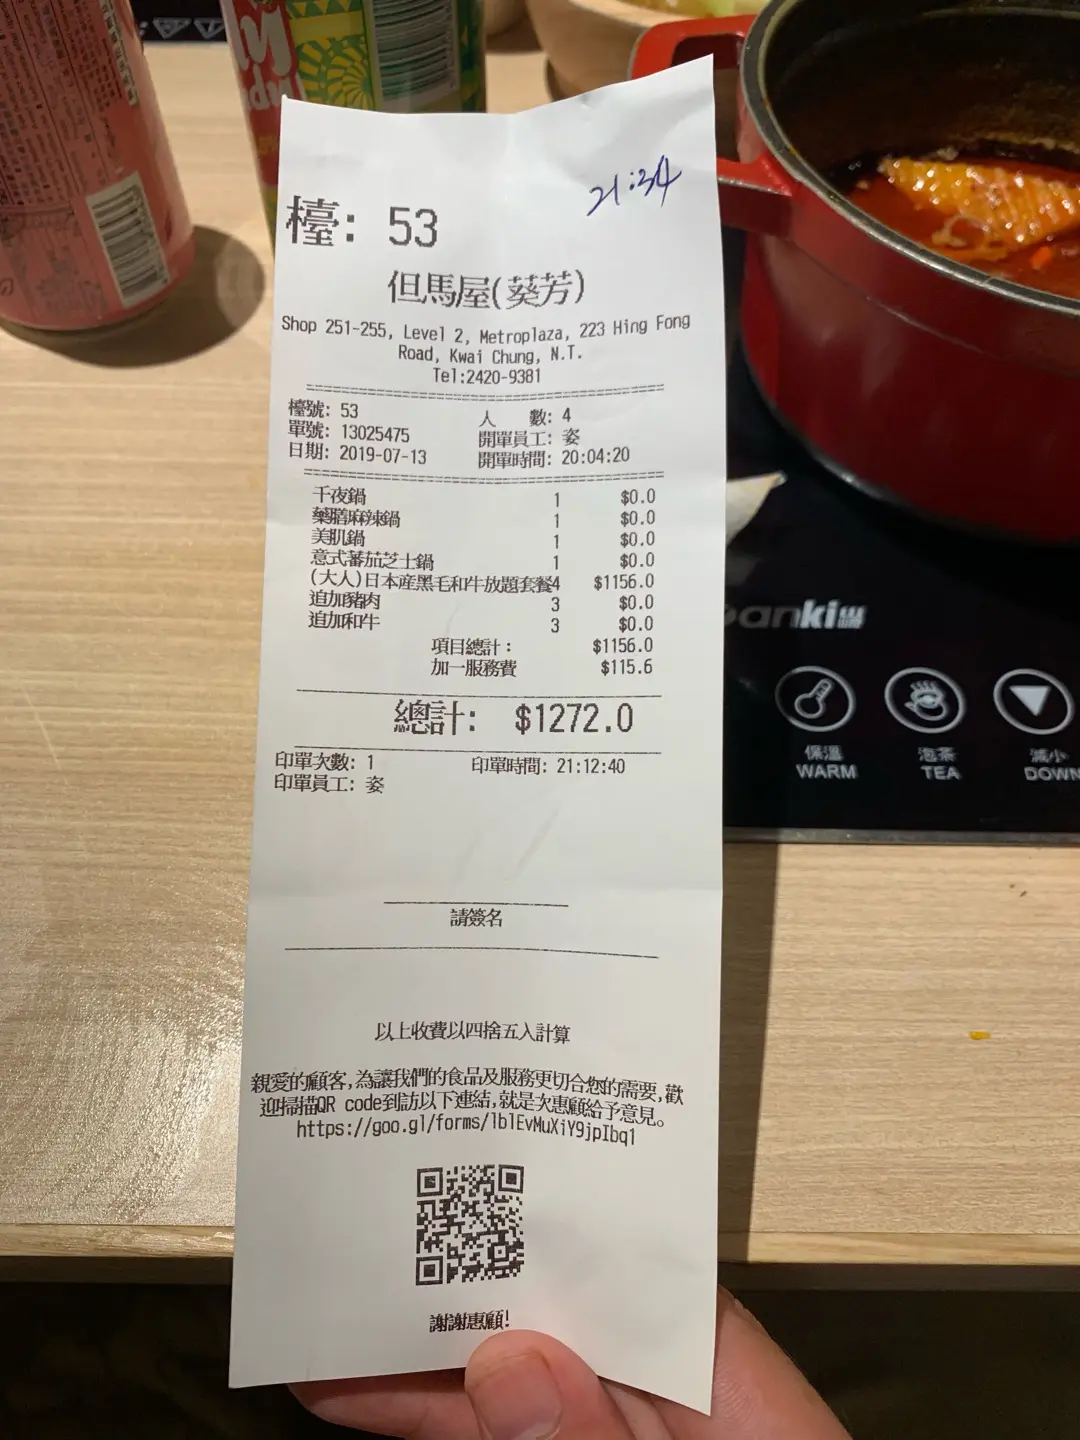 21:34
檯: 53
但馬屋(葵芳)
Shop 251-255, Level 2, Metroplaza, 223 Hing Fong
Road, Kwai Chung, N.T.
Tel:2420-9381
檯號: 53 人 數: 4
單號: 13025475 開單員工: 姿
日期: 2019-07-13 開單時間: 20:04:20
千夜鍋 1 $0.0
藥膳麻辣鍋 1 $0.0
美肌鍋 1 $0.0
意式蕃茄芝士鍋 1 $0.0
(大人)日本産黑毛和牛放題套餐4 $1156.0
追加豬肉 3 $0.0
追加和牛 3 $0.0
項目總計: $1156.0
加一服務費 $115.6
總計: $1272.0
印單次數: 1 印單時間: 21:12:40
印單員工: 姿
請簽名
以上收費以四捨五入計算
親愛的顧客,為讓我們的食品及服務更切合您的需要,歡
迎掃描QR code到訪以下連結,就是次惠顧給予意見。
https://goo.gl/forms/lblEvMuXiY9jpIbq1
謝謝惠顧!
anki
保溫 泡茶 減小
WARM TEA DOWN